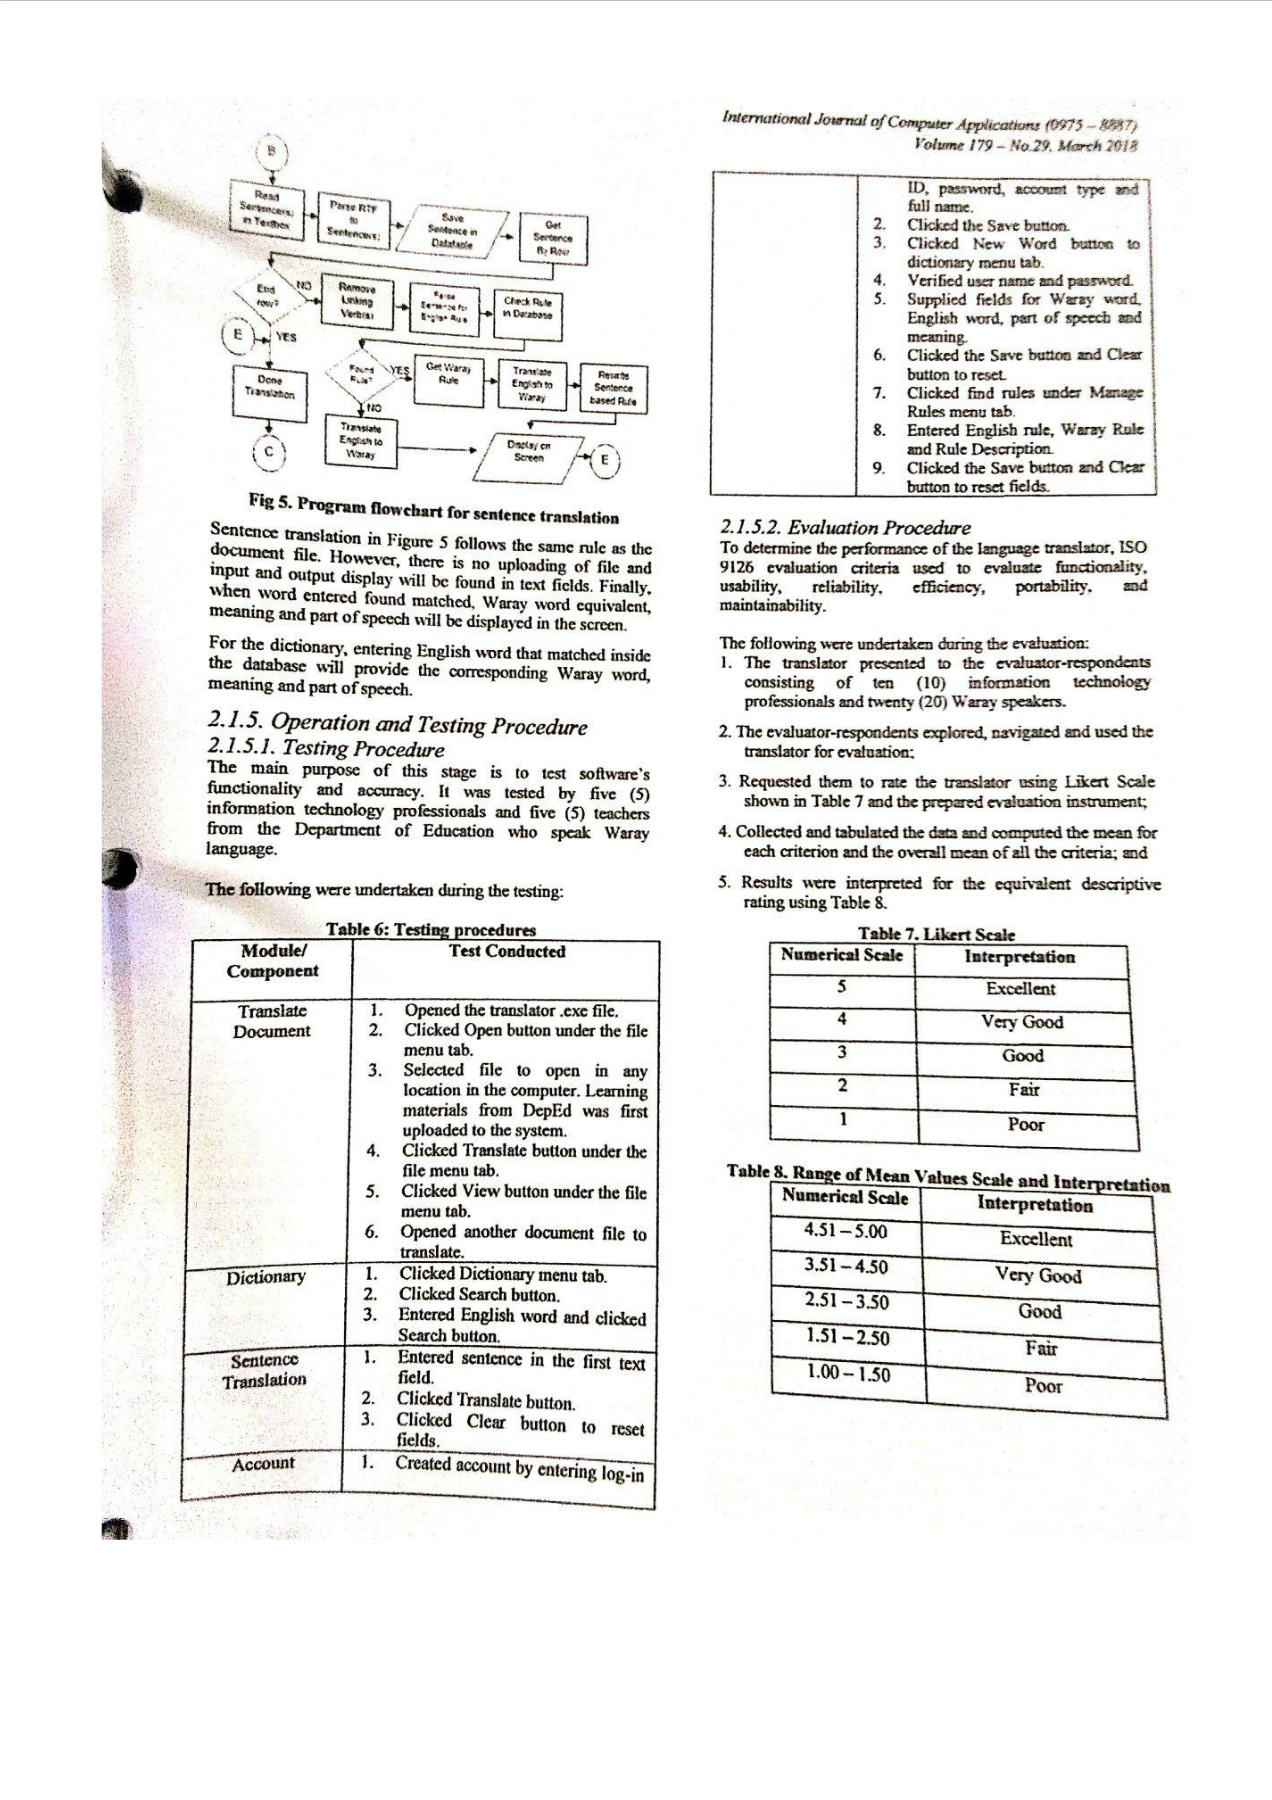 International Journal of Computer Applications (0975 – 8887)
Volume 179 – No.29, March 2018
B
Read
Sentences;
in Textbox
Parse RTF
to
Sentences;
Save
Sentence in
Datatable
Get
Sentence
By Row
End
row?
NO
Remove
Linking
Verb(s)
Parse
Sentence for
English Rule
Check Rule
in Database
E
YES
Done
Translation
Found
Rule?
YES
Get Waray
Rule
Translate
English to
Waray
Sentence
based Rule
NO
Translate
English to
Waray
Display on
Screen
E
C
Fig 5. Program flowchart for sentence translation
Sentence translation in Figure 5 follows the same rule as the
document file. However, there is no uploading of file and
input and output display will be found in text fields. Finally,
when word entered found matched, Waray word equivalent,
meaning and part of speech will be displayed in the screen.
For the dictionary, entering English word that matched inside
the database will provide the corresponding Waray word,
meaning and part of speech.
2.1.5. Operation and Testing Procedure
2.1.5.1. Testing Procedure
The main purpose of this stage is to test software's
functionality and accuracy. It was tested by five (5)
information technology professionals and five (5) teachers
from the Department of Education who speak Waray
language.
The following were undertaken during the testing:
Table 6: Testing procedures
Module/
Component
Test Conducted
Translate
Document
1. Opened the translator .exe file.
2. Clicked Open button under the file
menu tab.
3. Selected file to open in any
location in the computer. Learning
materials from DepEd was first
uploaded to the system.
4. Clicked Translate button under the
file menu tab.
5. Clicked View button under the file
menu tab.
6. Opened another document file to
translate.
Dictionary
1. Clicked Dictionary menu tab.
2. Clicked Search button.
3. Entered English word and clicked
Search button.
Sentence
Translation
1. Entered sentence in the first text
field.
2. Clicked Translate button.
3. Clicked Clear button to reset
fields.
Account
1. Created account by entering log-in
ID, password, account type and
full name.
2. Clicked the Save button.
3. Clicked New Word button to
dictionary menu tab.
4. Verified user name and password.
5. Supplied fields for Waray word,
English word, part of speech and
meaning.
6. Clicked the Save button and Clear
button to reset.
7. Clicked find rules under Manage
Rules menu tab.
8. Entered English rule, Waray Rule
and Rule Description.
9. Clicked the Save button and Clear
button to reset fields.
2.1.5.2. Evaluation Procedure
To determine the performance of the language translator, ISO
9126 evaluation criteria used to evaluate functionality,
usability, reliability, efficiency, portability, and
maintainability.
The following were undertaken during the evaluation:
1. The translator presented to the evaluator-respondents
consisting of ten (10) information technology
professionals and twenty (20) Waray speakers.
2. The evaluator-respondents explored, navigated and used the
translator for evaluation;
3. Requested them to rate the translator using Likert Scale
shown in Table 7 and the prepared evaluation instrument;
4. Collected and tabulated the data and computed the mean for
each criterion and the overall mean of all the criteria; and
5. Results were interpreted for the equivalent descriptive
rating using Table 8.
Table 7. Likert Scale
Numerical Scale Interpretation
5 Excellent
4 Very Good
3 Good
2 Fair
1 Poor
Table 8. Range of Mean Values Scale and Interpretation
Numerical Scale Interpretation
4.51 – 5.00 Excellent
3.51 – 4.50 Very Good
2.51 – 3.50 Good
1.51 – 2.50 Fair
1.00 – 1.50 Poor